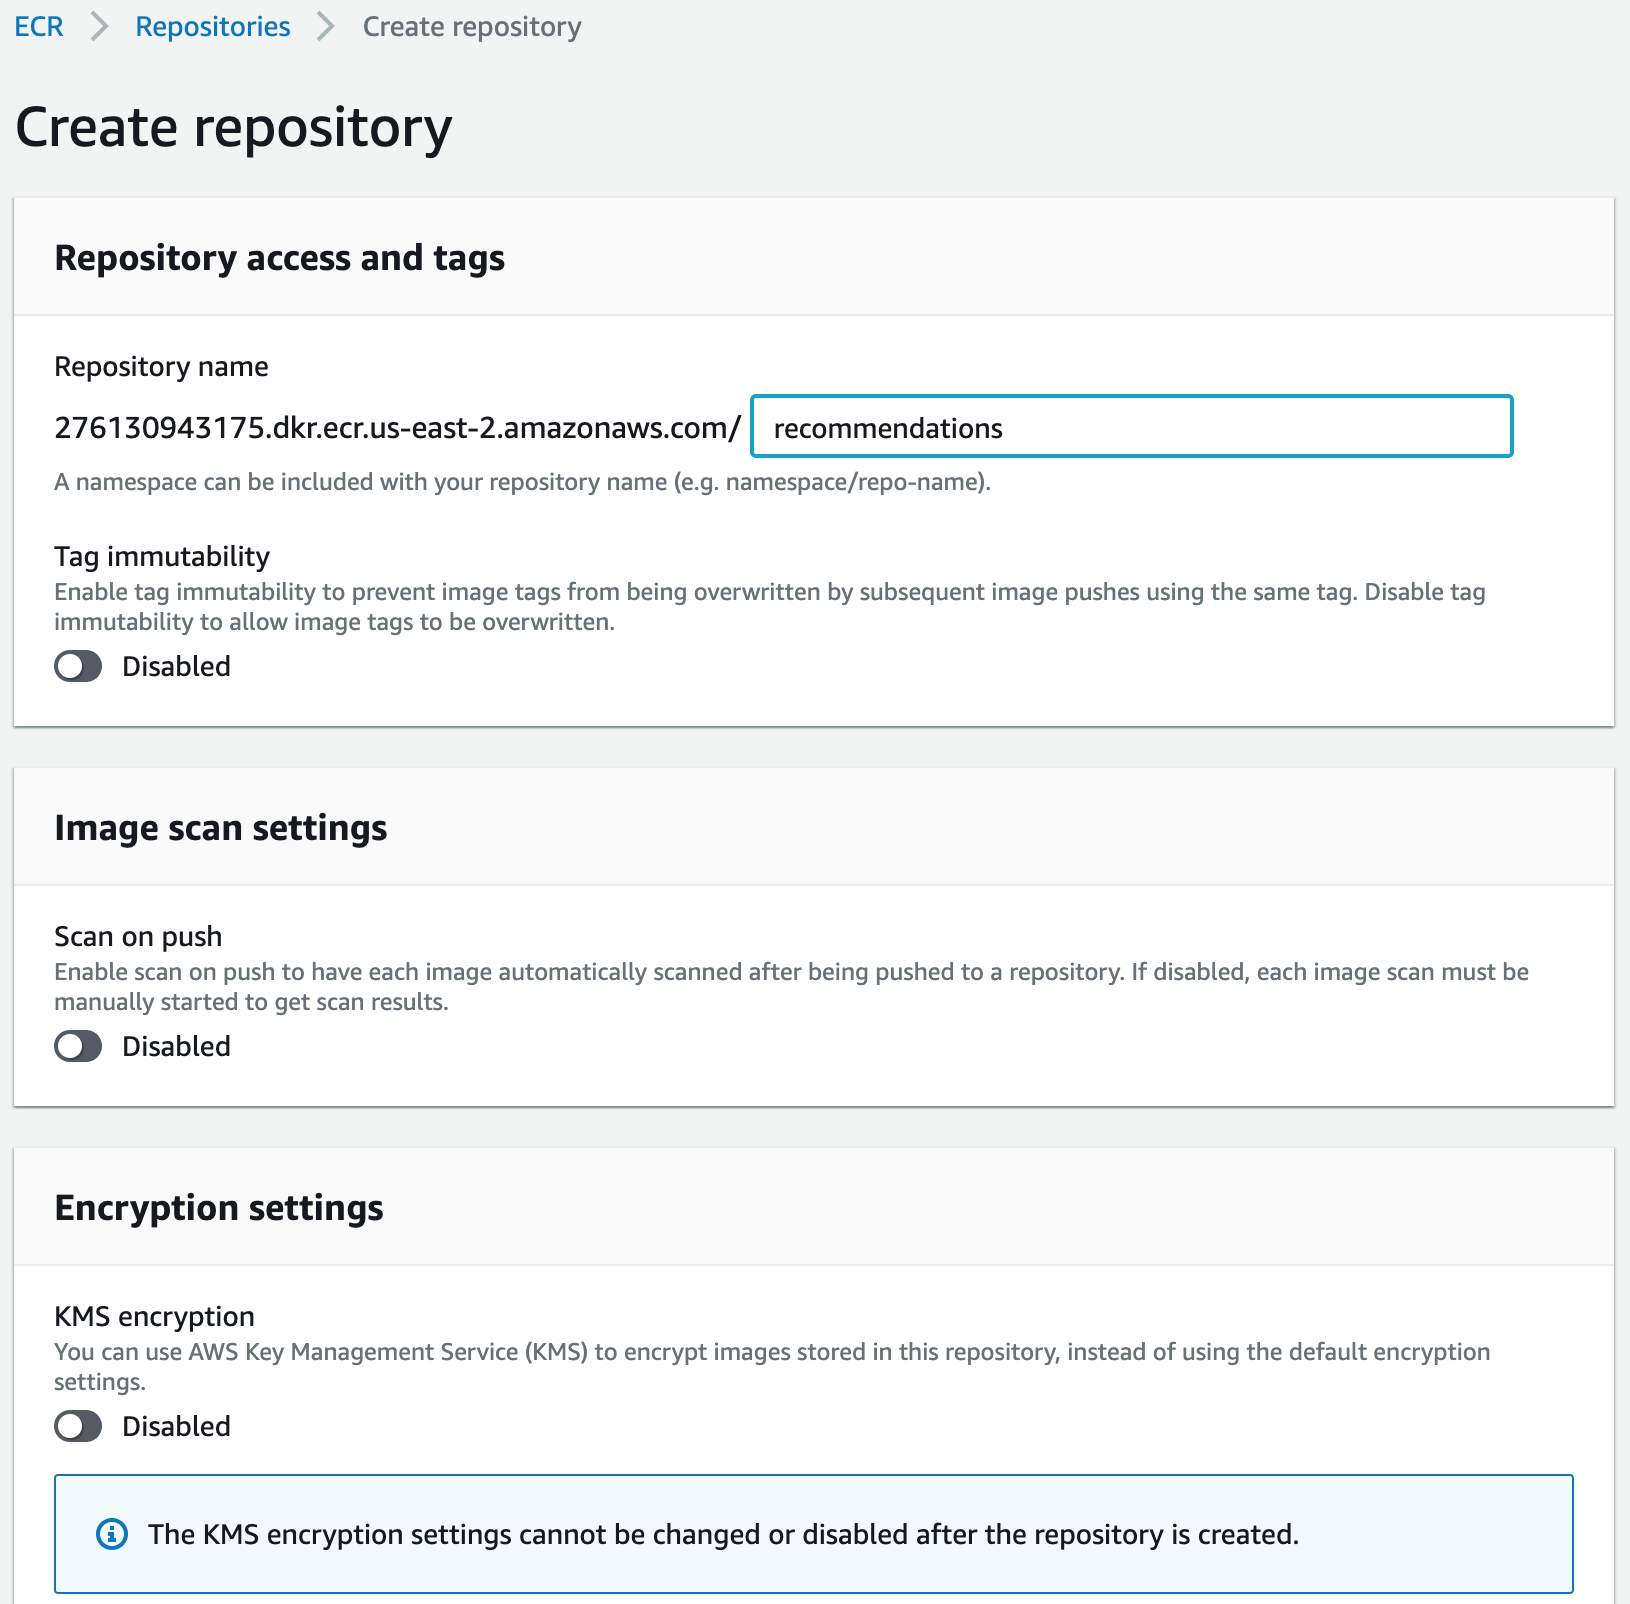 ECR > Repositories > Create repository
Create repository
Repository access and tags
Repository name
276130943175.dkr.ecr.us-east-2.amazonaws.com/ recommendations
A namespace can be included with your repository name (e.g. namespace/repo-name).
Tag immutability
Enable tag immutability to prevent image tags from being overwritten by subsequent image pushes using the same tag. Disable tag
immutability to allow image tags to be overwritten.
Disabled
Image scan settings
Scan on push
Enable scan on push to have each image automatically scanned after being pushed to a repository. If disabled, each image scan must be
manually started to get scan results.
Disabled
Encryption settings
KMS encryption
You can use AWS Key Management Service (KMS) to encrypt images stored in this repository, instead of using the default encryption
settings.
Disabled
The KMS encryption settings cannot be changed or disabled after the repository is created.